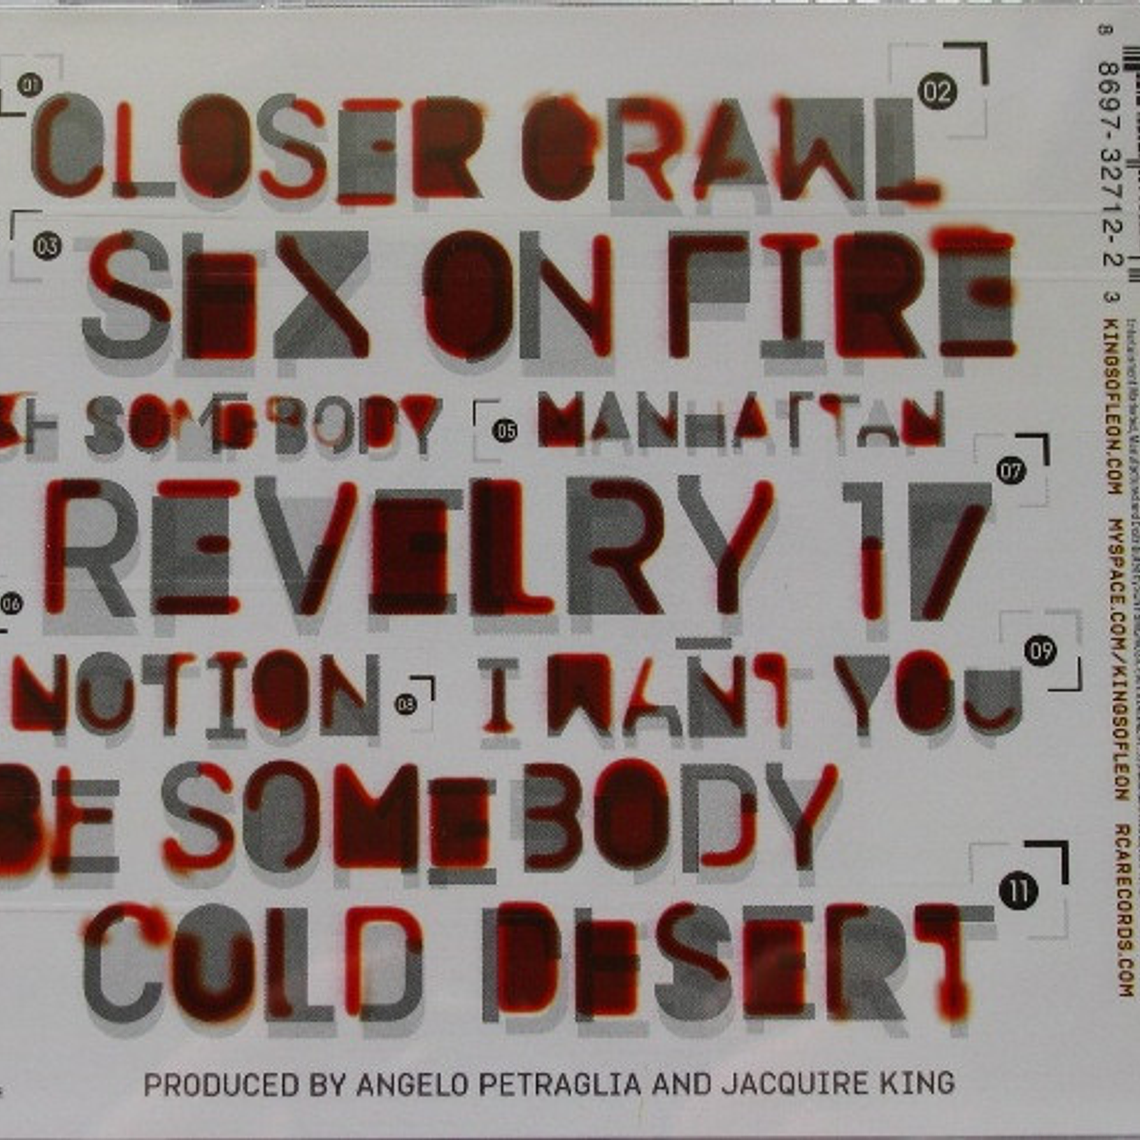 01 CLOSER CRAWL 02
03 SEX ON FIRE
SOMEBODY 05 MANHATTAN
06 REVELRY 17 07
NOTION 08 I WANT YOU 09
BE SOMEBODY
COLD DESERT 11
PRODUCED BY ANGELO PETRAGLIA AND JACQUIRE KING
8 8697-32712-2 3
KINGSOFLEON.COM MYSPACE.COM/KINGSOFLEON RCARECORDS.COM